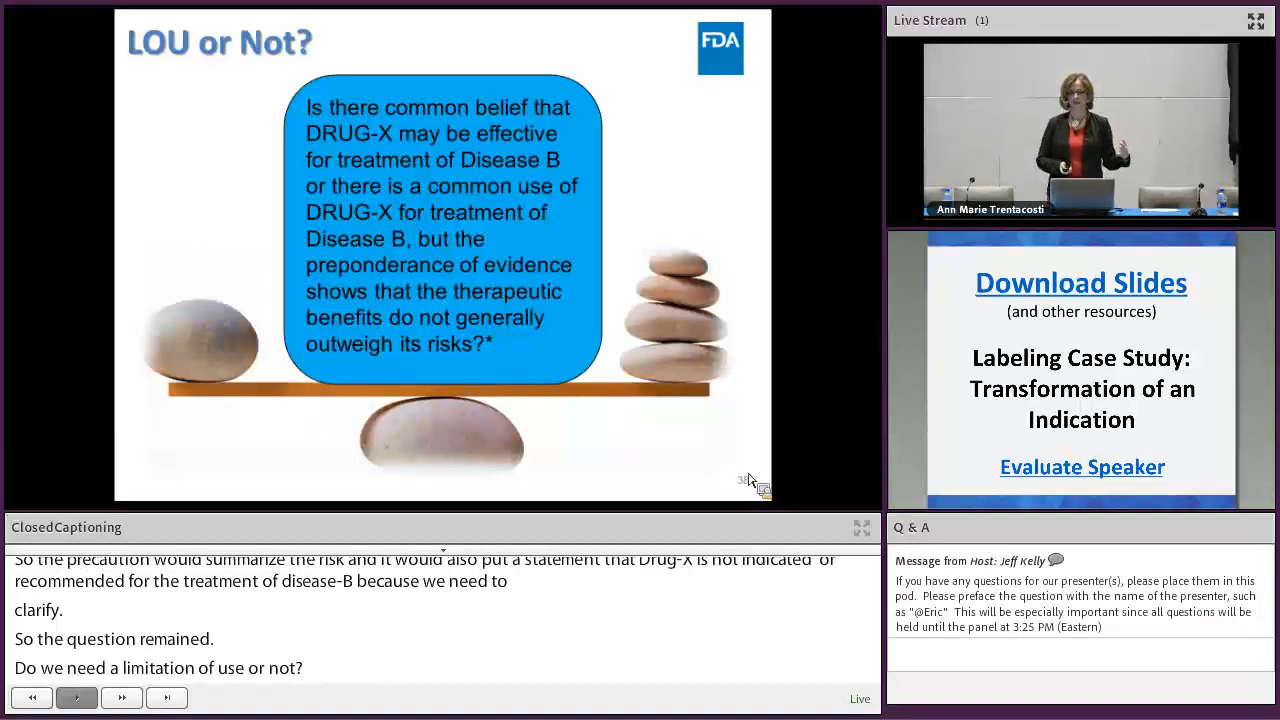 LOU or Not?
FDA
Is there common belief that
DRUG-X may be effective
for treatment of Disease B
or there is a common use of
DRUG-X for treatment of
Disease B, but the
preponderance of evidence
shows that the therapeutic
benefits do not generally
outweigh its risks?*
Live Stream (1)
Ann Marie Trentacosti
Download Slides
(and other resources)
Labeling Case Study:
Transformation of an
Indication
Evaluate Speaker
ClosedCaptioning
So the precaution would summarize the risk and it would also put a statement that Drug-X is not indicated or
recommended for the treatment of disease-B because we need to
clarify.
So the question remained.
Do we need a limitation of use or not?
Live
Q & A
Message from Host: Jeff Kelly
If you have any questions for our presenter(s), please place them in this
pod. Please preface the question with the name of the presenter, such
as "@Eric" This will be especially important since all questions will be
held until the panel at 3:25 PM (Eastern)